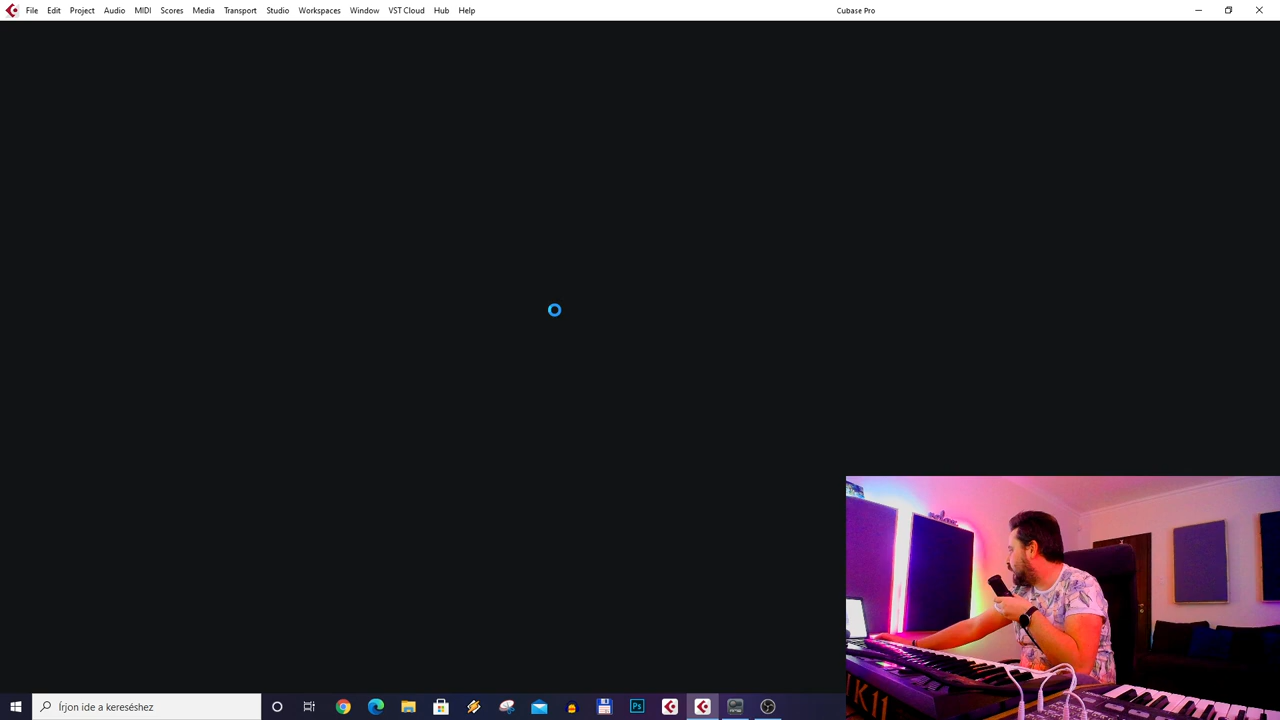 File Edit Project Audio MIDI Scores Media Transport Studio Workspaces Window VST Cloud Hub Help Cubase Pro
Írjon ide a kereséshez
Ps